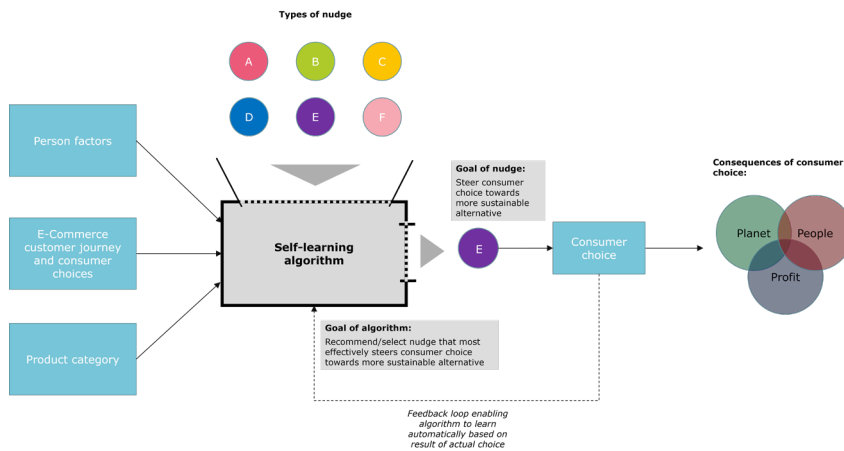 Types of nudge
A
B
C
D
E
F
Person factors
E-Commerce
customer journey
and consumer
choices
Product category
Self-learning
algorithm
Goal of nudge:
Steer consumer
choice towards
more sustainable
alternative
E
Consumer
choice
Consequences of consumer
choice:
Planet
People
Profit
Goal of algorithm:
Recommend/select nudge that most
effectively steers consumer choice
towards more sustainable alternative
Feedback loop enabling
algorithm to learn
automatically based on
result of actual choice